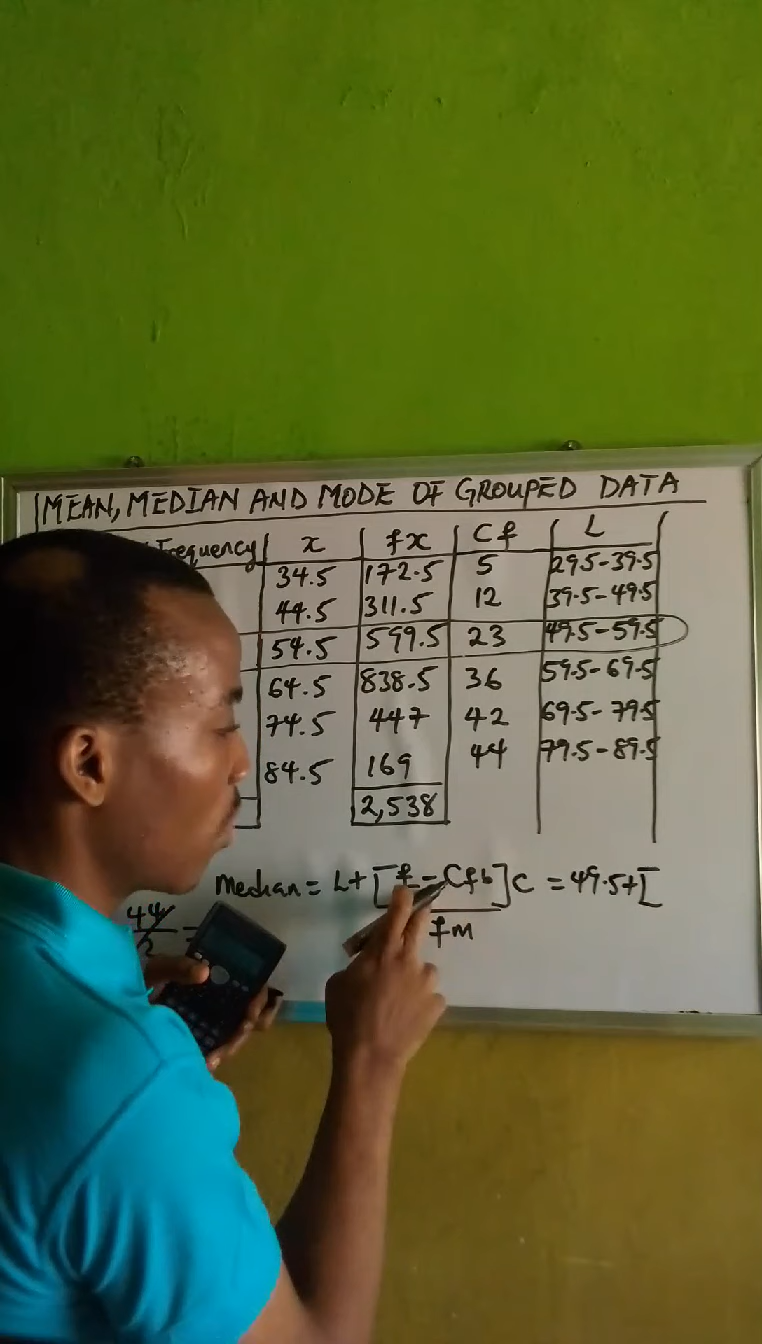 MEAN, MEDIAN AND MODE OF GROUPED DATA
Frequency x fx Cf L
34.5 172.5 5 29.5-39.5
44.5 311.5 12 39.5-49.5
54.5 599.5 23 49.5-59.5
64.5 838.5 36 59.5-69.5
74.5 447 42 69.5-79.5
84.5 169 44 79.5-89.5
2,538
Median = L+[f-Cfb]C = 49.5+[
fm
44/2 =